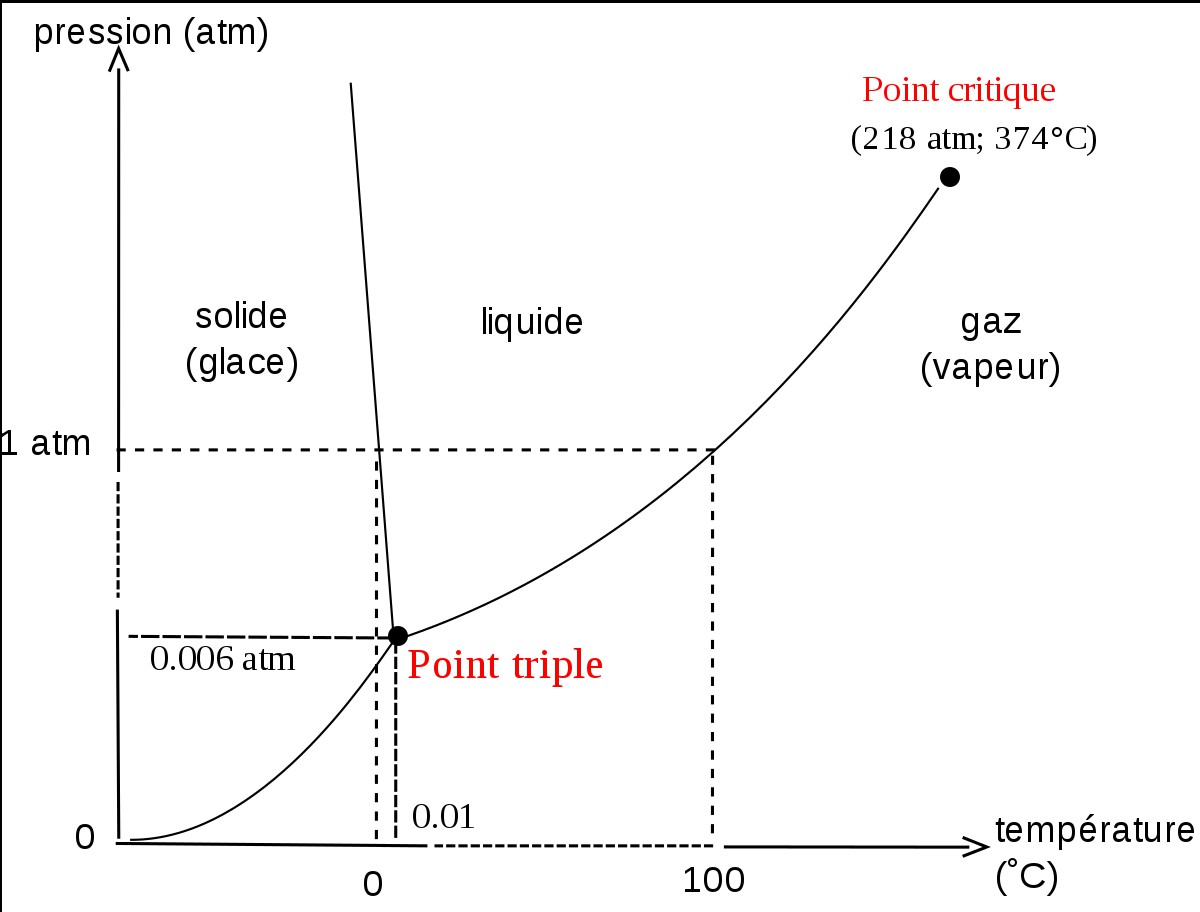 pression (atm)
Point critique
(218 atm; 374°C)
solide
(glace)
liquide
gaz
(vapeur)
1 atm
0.006 atm
Point triple
0.01
0
température
(°C)
0
100